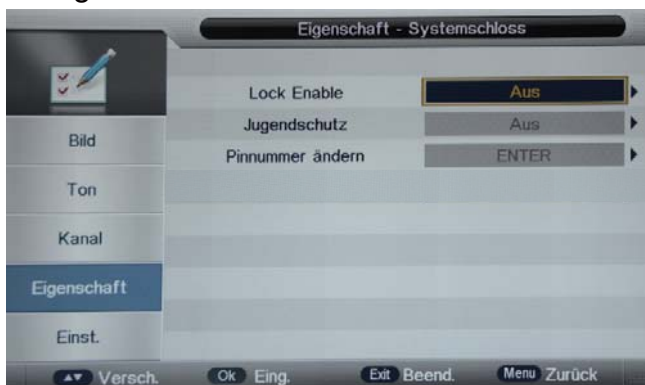 Eigenschaft - Systemschloss
Lock Enable Aus
Jugendschutz Aus
Pinnummer ändern ENTER
Bild
Ton
Kanal
Eigenschaft
Einst.
Versch. Ok Eing. Exit Beend. Menu Zurück